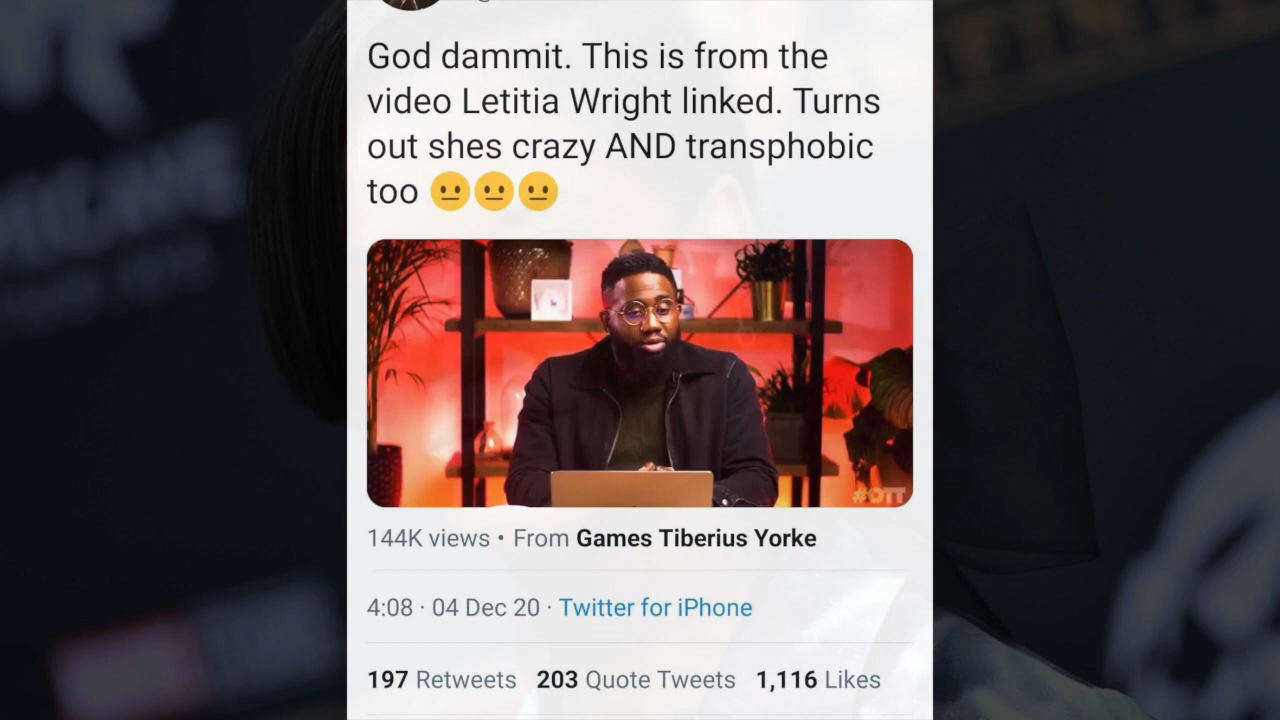 God dammit. This is from the
video Letitia Wright linked. Turns
out shes crazy AND transphobic
too 😐😐😐
#OTT
144K views • From Games Tiberius Yorke
4:08 · 04 Dec 20 · Twitter for iPhone
197 Retweets 203 Quote Tweets 1,116 Likes